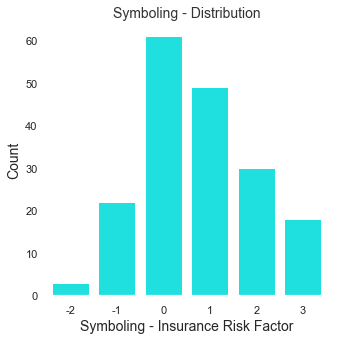 Symboling - Distribution
60
50
40
30
20
10
0
Count
-2 -1 0 1 2 3
Symboling - Insurance Risk Factor